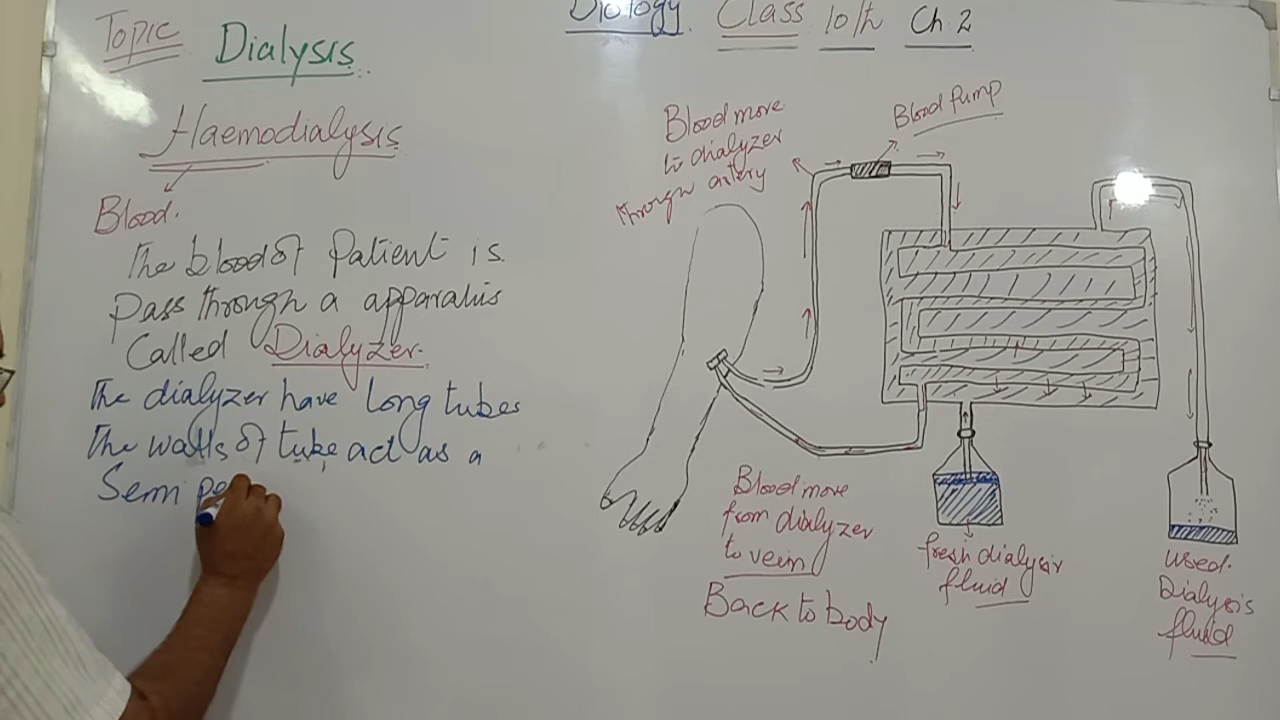 Topic Dialysis
Biology Class 10th Ch. 2
Haemodialysis
Blood.
The blood of Patient is
Pass through a apparatus
Called Dialyzer.
The dialyzer have Long tubes
The walls of tube act as a
Semi pe
Blood move
to dialyzer
through artery
Blood Pump
Blood move
from dialyzer
to vein
Back to body
fresh dialysis
fluid
Used.
Dialysis
fluid